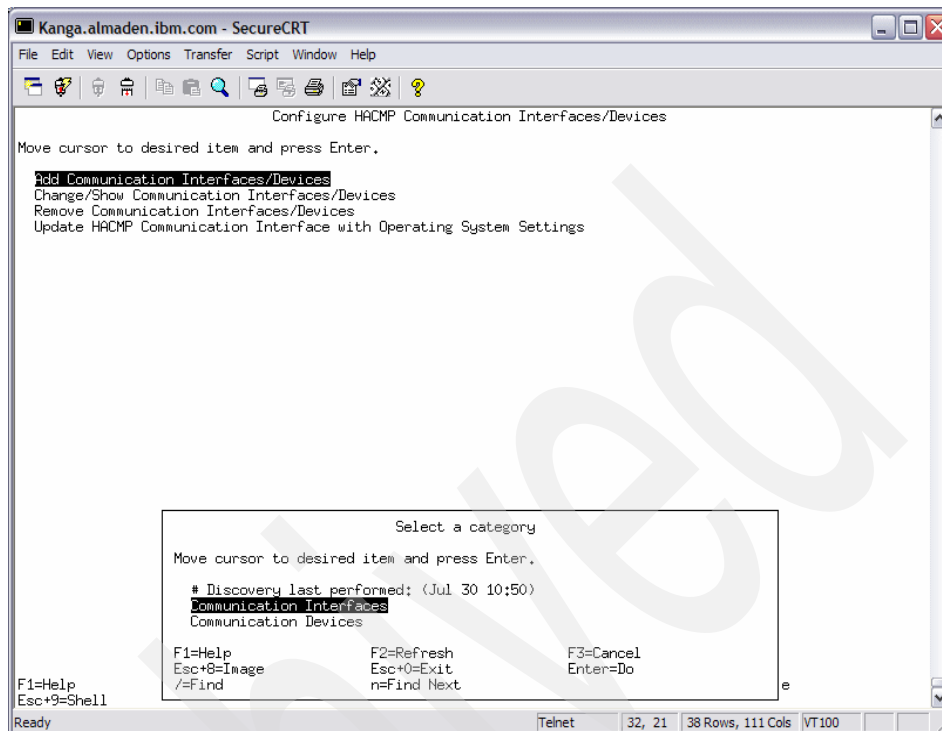 Kanga.almaden.ibm.com - SecureCRT
File Edit View Options Transfer Script Window Help
Configure HACMP Communication Interfaces/Devices
Move cursor to desired item and press Enter.
Add Communication Interfaces/Devices
Change/Show Communication Interfaces/Devices
Remove Communication Interfaces/Devices
Update HACMP Communication Interface with Operating System Settings
Select a category
Move cursor to desired item and press Enter.
# Discovery last performed: (Jul 30 10:50)
Communication Interfaces
Communication Devices
F1=Help F2=Refresh F3=Cancel
Esc+8=Image Esc+0=Exit Enter=Do
F1=Help /=Find n=Find Next e
Esc+9=Shell
Ready Telnet 32, 21 38 Rows, 111 Cols VT100